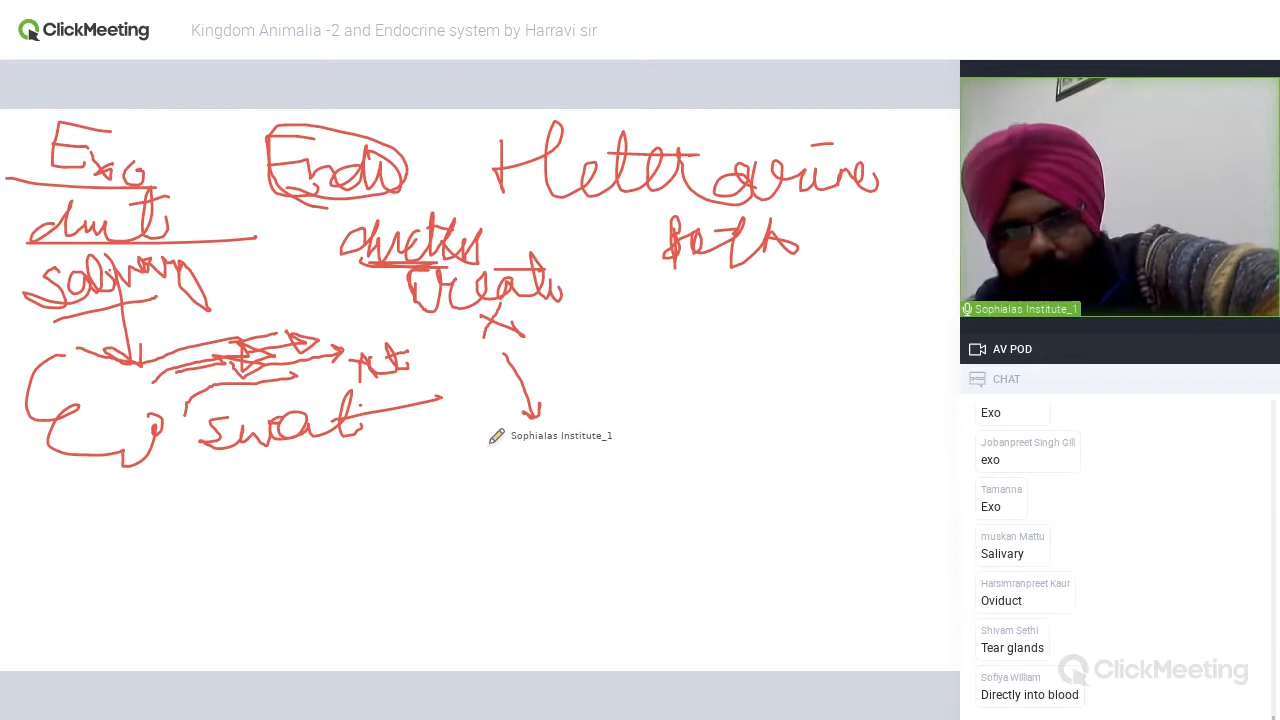 ClickMeeting
Kingdom Animalia -2 and Endocrine system by Harravi sir
Exo
Endo
Heterocrine
duct
salivary
both
sweat
Sophialas Institute_1
Sophialas Institute_1
AV POD
CHAT
Exo
Jobanpreet Singh Gill
exo
Tamanna
Exo
muskan Mattu
Salivary
Harsimranpreet Kaur
Oviduct
Shivam Sethi
Tear glands
Sofiya William
Directly into blood
ClickMeeting